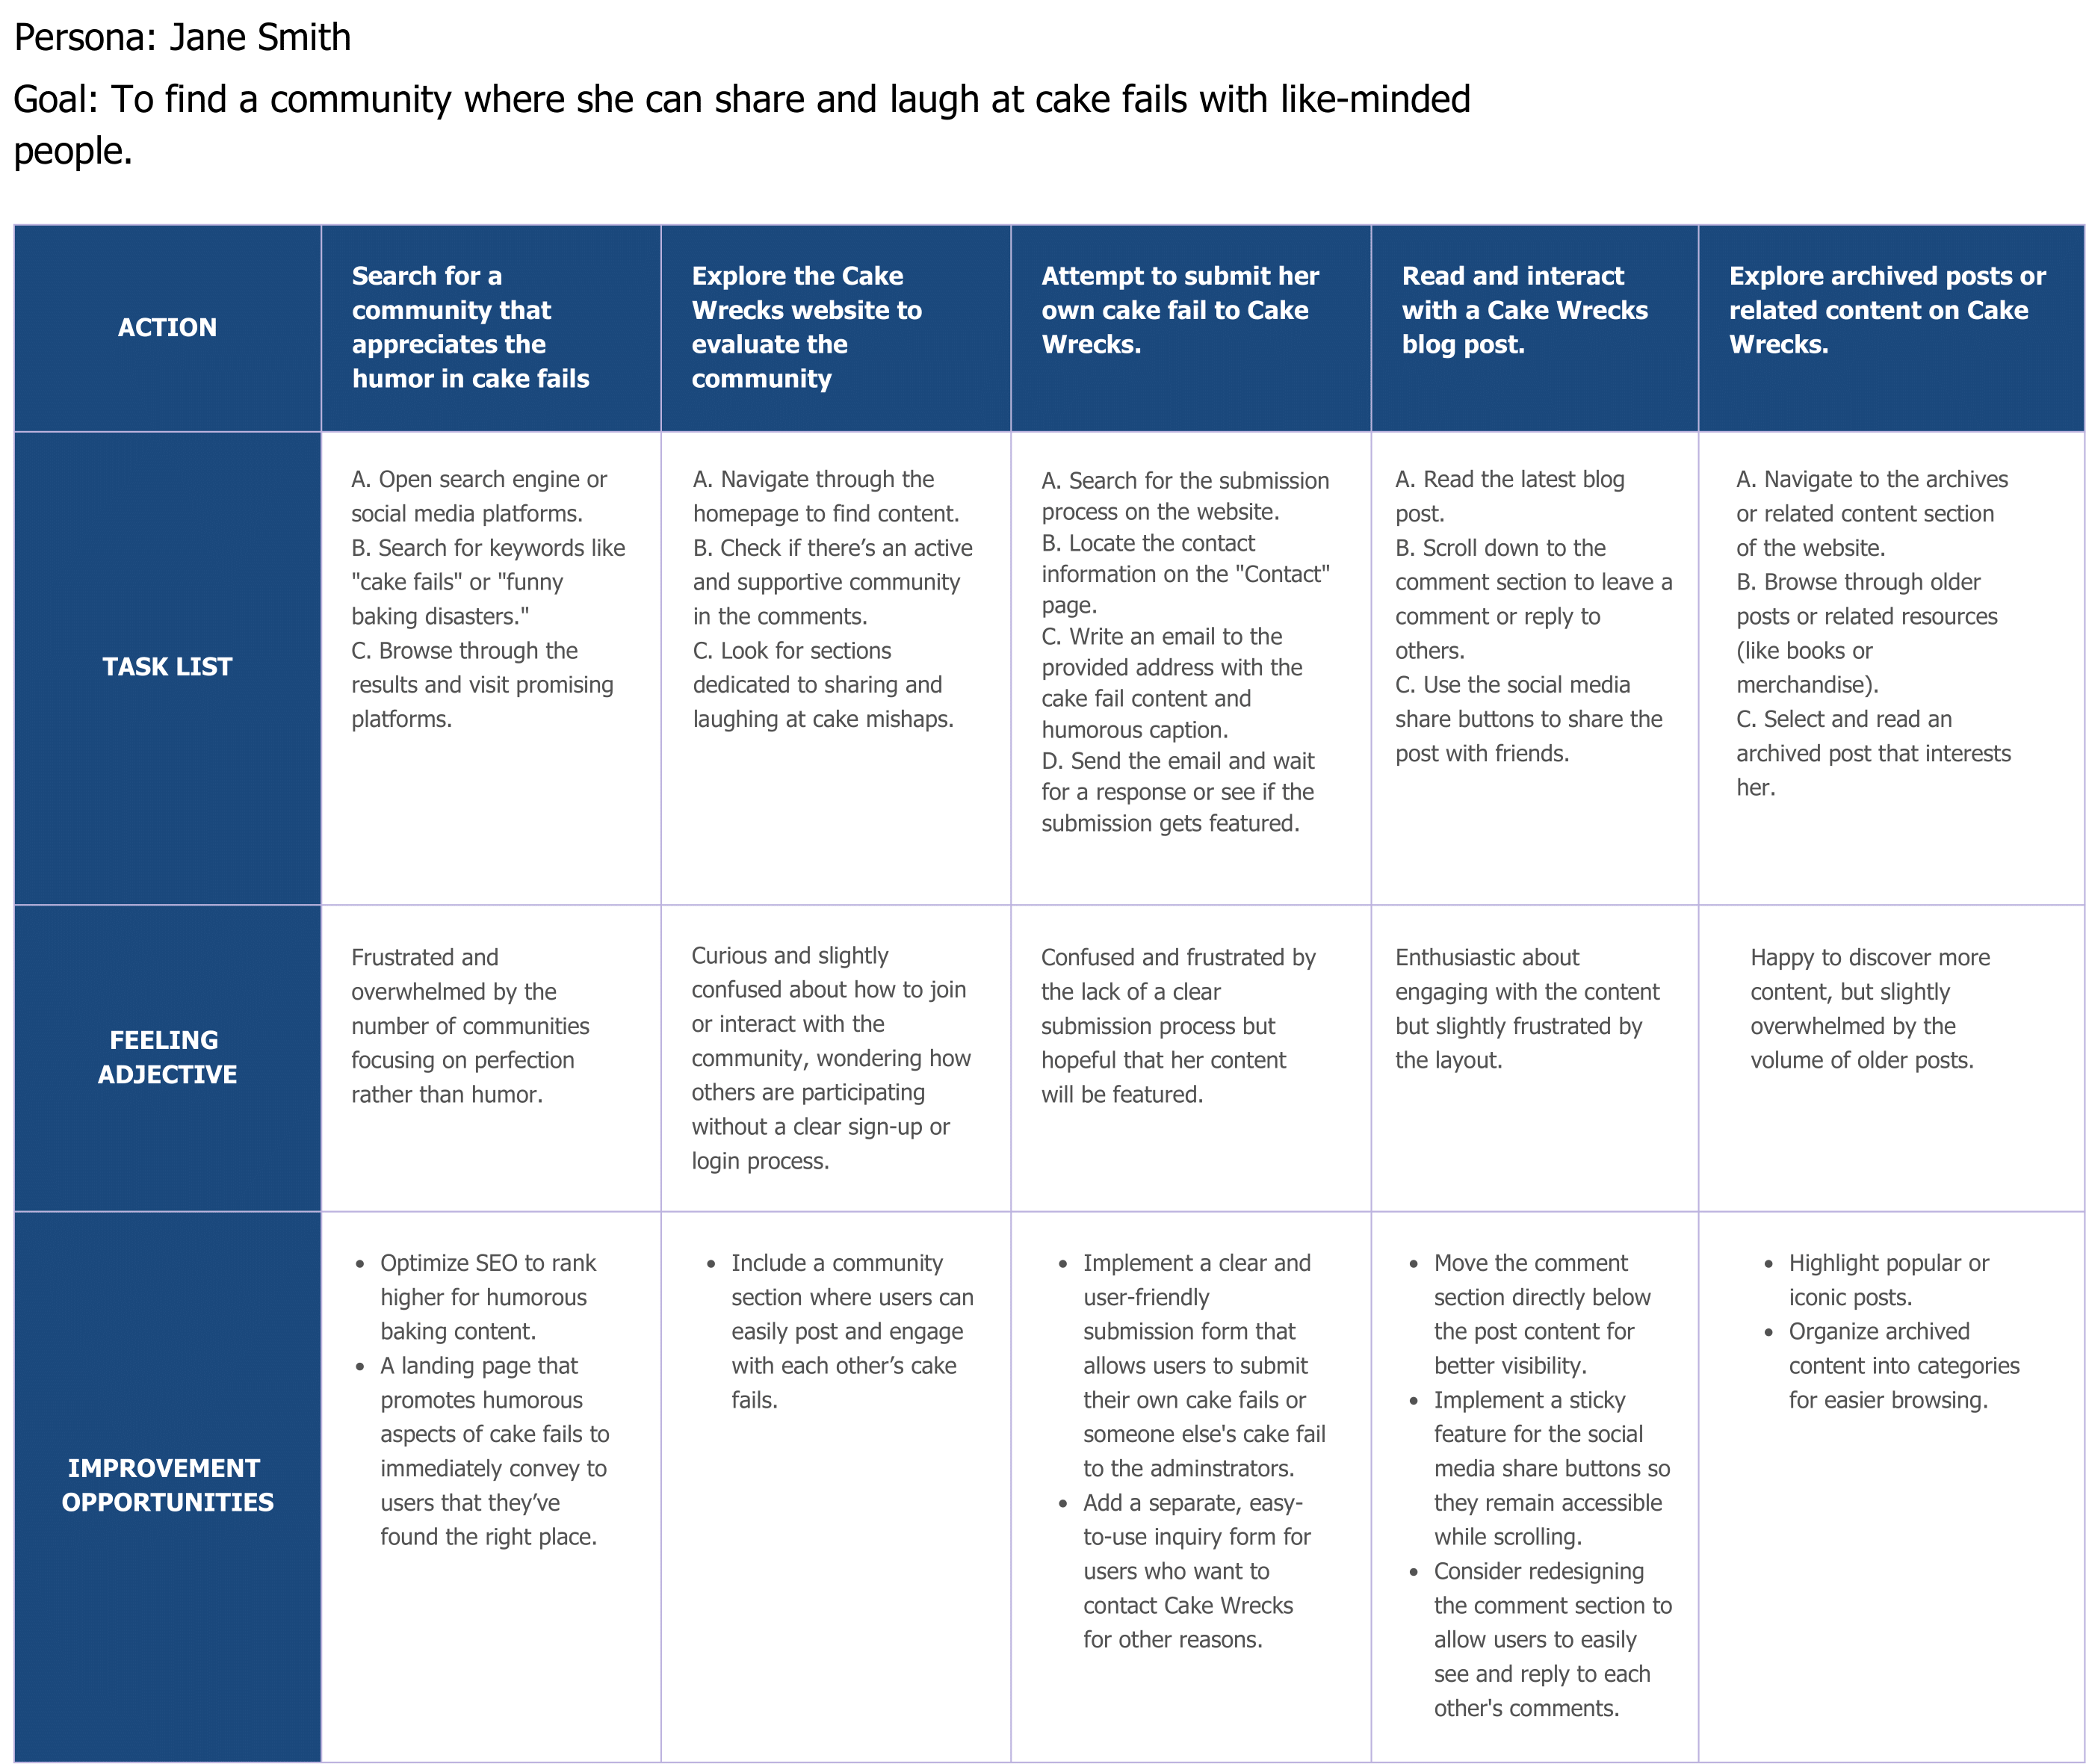 Persona: Jane Smith
Goal: To find a community where she can share and laugh at cake fails with like-minded
people.
ACTION
Search for a
community that
appreciates the
humor in cake fails
Explore the Cake
Wrecks website to
evaluate the
community
Attempt to submit her
own cake fail to Cake
Wrecks.
Read and interact
with a Cake Wrecks
blog post.
Explore archived posts or
related content on Cake
Wrecks.
TASK LIST
A. Open search engine or
social media platforms.
B. Search for keywords like
"cake fails" or "funny
baking disasters."
C. Browse through the
results and visit promising
platforms.
A. Navigate through the
homepage to find content.
B. Check if there’s an active
and supportive community
in the comments.
C. Look for sections
dedicated to sharing and
laughing at cake mishaps.
A. Search for the submission
process on the website.
B. Locate the contact
information on the "Contact"
page.
C. Write an email to the
provided address with the
cake fail content and
humorous caption.
D. Send the email and wait
for a response or see if the
submission gets featured.
A. Read the latest blog
post.
B. Scroll down to the
comment section to leave a
comment or reply to
others.
C. Use the social media
share buttons to share the
post with friends.
A. Navigate to the archives
or related content section
of the website.
B. Browse through older
posts or related resources
(like books or
merchandise).
C. Select and read an
archived post that interests
her.
FEELING
ADJECTIVE
Frustrated and
overwhelmed by the
number of communities
focusing on perfection
rather than humor.
Curious and slightly
confused about how to join
or interact with the
community, wondering how
others are participating
without a clear sign-up or
login process.
Confused and frustrated by
the lack of a clear
submission process but
hopeful that her content
will be featured.
Enthusiastic about
engaging with the content
but slightly frustrated by
the layout.
Happy to discover more
content, but slightly
overwhelmed by the
volume of older posts.
IMPROVEMENT
OPPORTUNITIES
• Optimize SEO to rank
higher for humorous
baking content.
• A landing page that
promotes humorous
aspects of cake fails to
immediately convey to
users that they’ve
found the right place.
• Include a community
section where users can
easily post and engage
with each other’s cake
fails.
• Implement a clear and
user-friendly
submission form that
allows users to submit
their own cake fails or
someone else's cake fail
to the adminstrators.
• Add a separate, easy-
to-use inquiry form for
users who want to
contact Cake Wrecks
for other reasons.
• Move the comment
section directly below
the post content for
better visibility.
• Implement a sticky
feature for the social
media share buttons so
they remain accessible
while scrolling.
• Consider redesigning
the comment section to
allow users to easily
see and reply to each
other's comments.
• Highlight popular or
iconic posts.
• Organize archived
content into categories
for easier browsing.